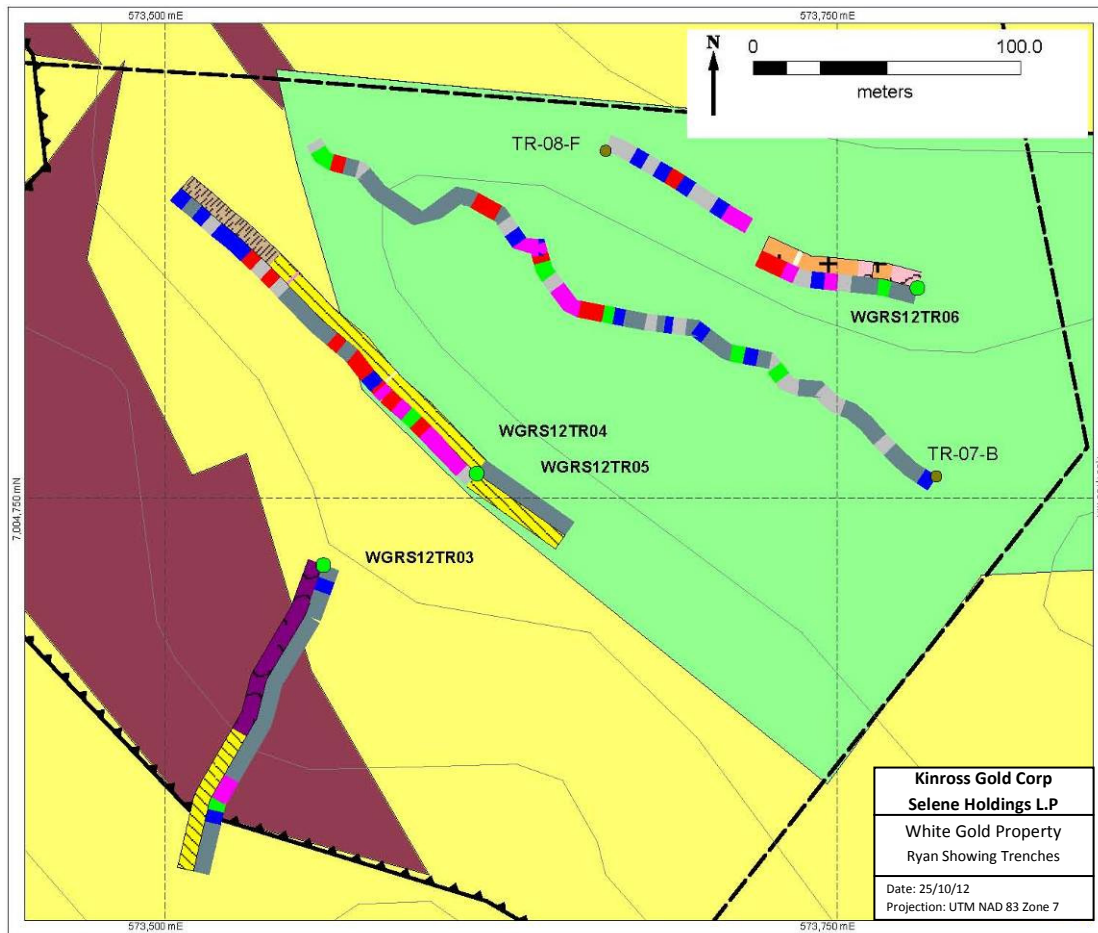 573,500 mE
573,750 mE
N
0
100.0
meters
TR-08-F
WGRS12TR06
WGRS12TR04
WGRS12TR05
TR-07-B
7,004,750 mN
WGRS12TR03
Kinross Gold Corp
Selene Holdings L.P
White Gold Property
Ryan Showing Trenches
Date: 25/10/12
Projection: UTM NAD 83 Zone 7
573,500 mE
573,750 mE